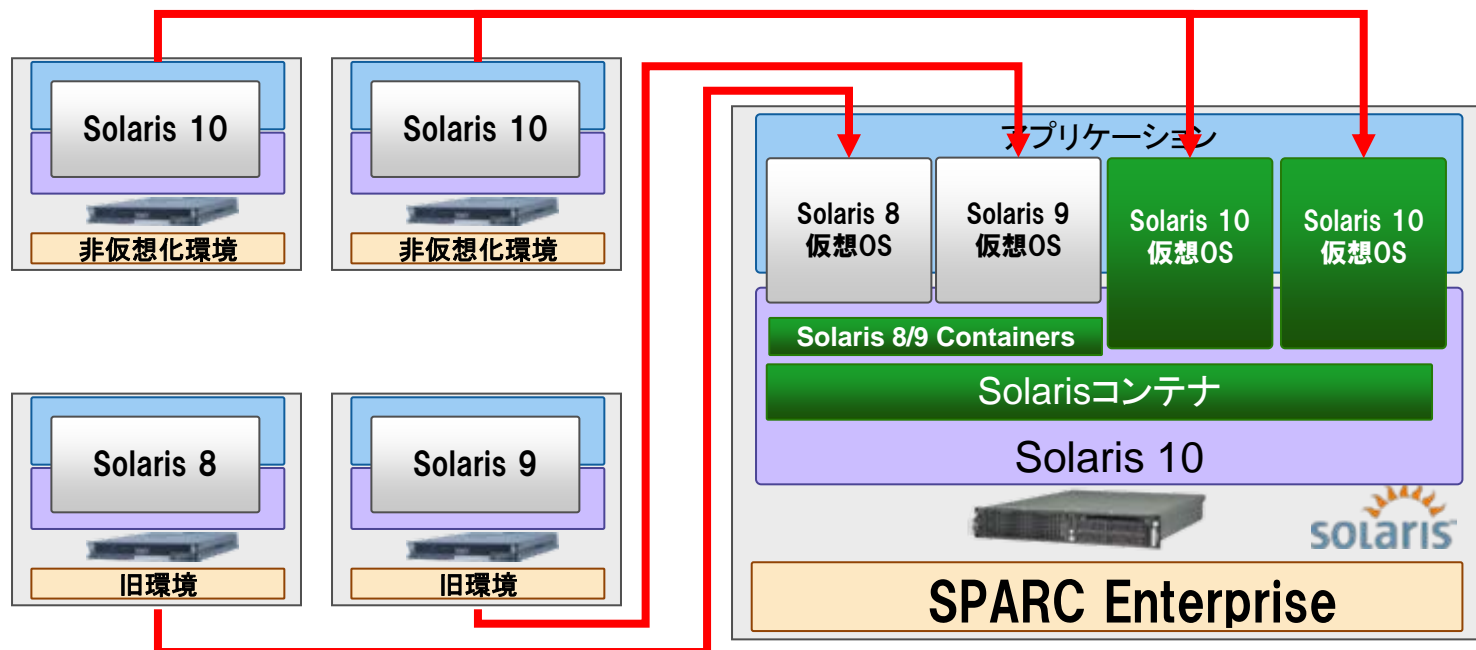 Solaris 10
非仮想化環境
Solaris 10
非仮想化環境
Solaris 8
旧環境
Solaris 9
旧環境
アプリケーション
Solaris 8
仮想OS
Solaris 9
仮想OS
Solaris 10
仮想OS
Solaris 10
仮想OS
Solaris 8/9 Containers
Solarisコンテナ
Solaris 10
solaris
SPARC Enterprise